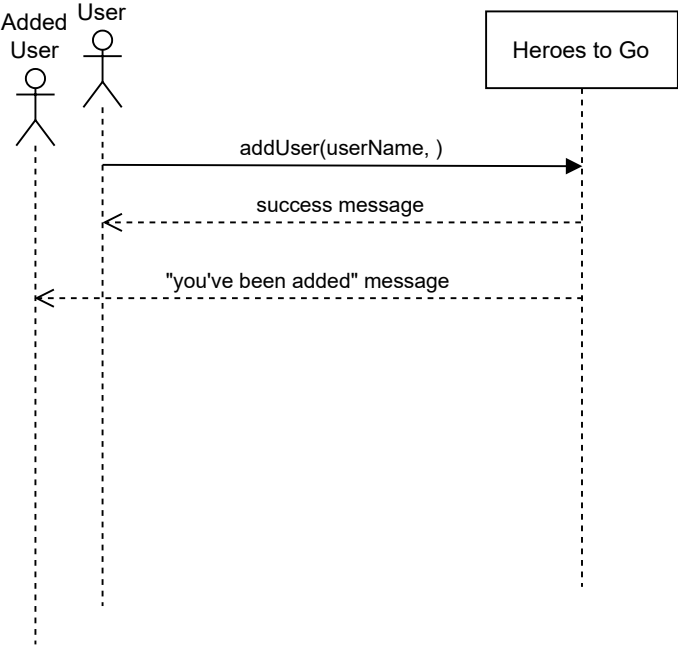 User
Added
User
Heroes to Go
addUser(userName, )
success message
"you've been added" message